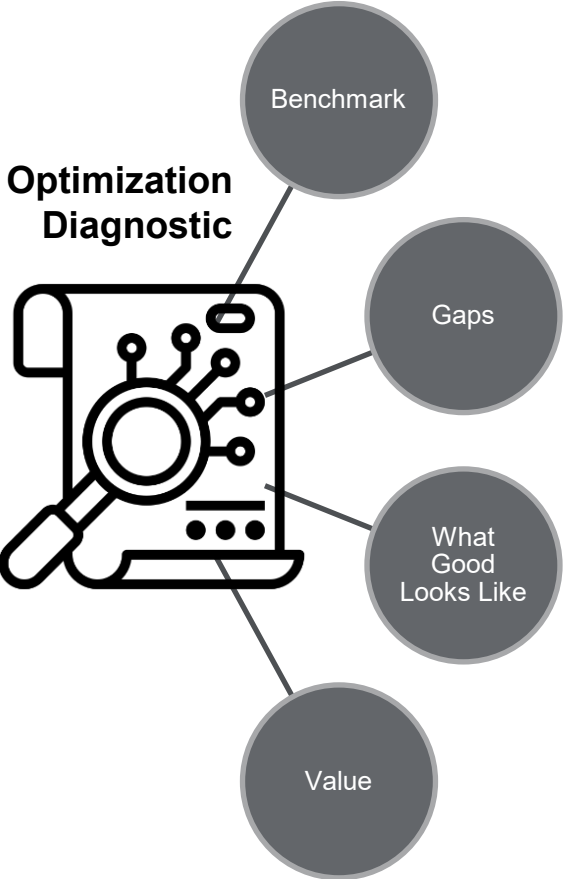 Benchmark
Optimization
Diagnostic
Gaps
What
Good
Looks Like
Value